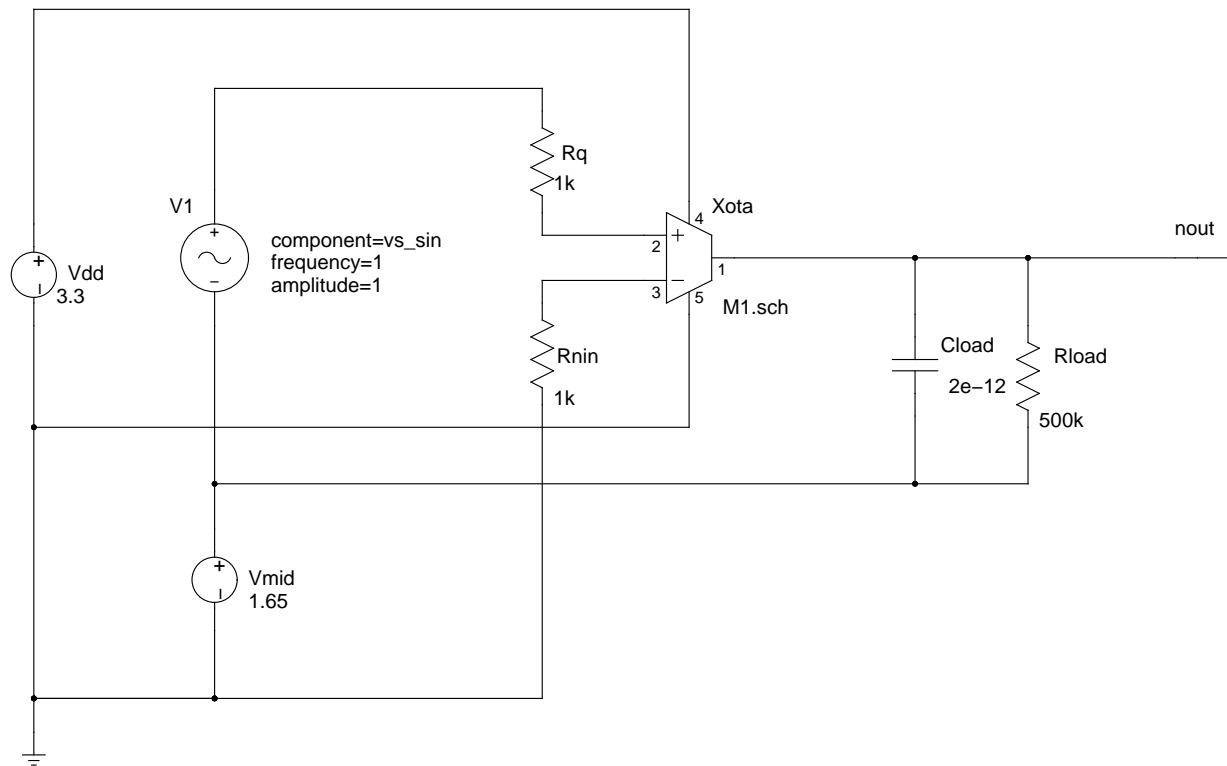 Rq
1k
Xota
V1
4
nout
component=vs_sin
frequency=1
amplitude=1
+
2
+
−
+
Vdd
3.3
1
−
3
5
M1.sch
−
Rnin
1k
Cload
2e−12
Rload
500k
+
Vmid
1.65